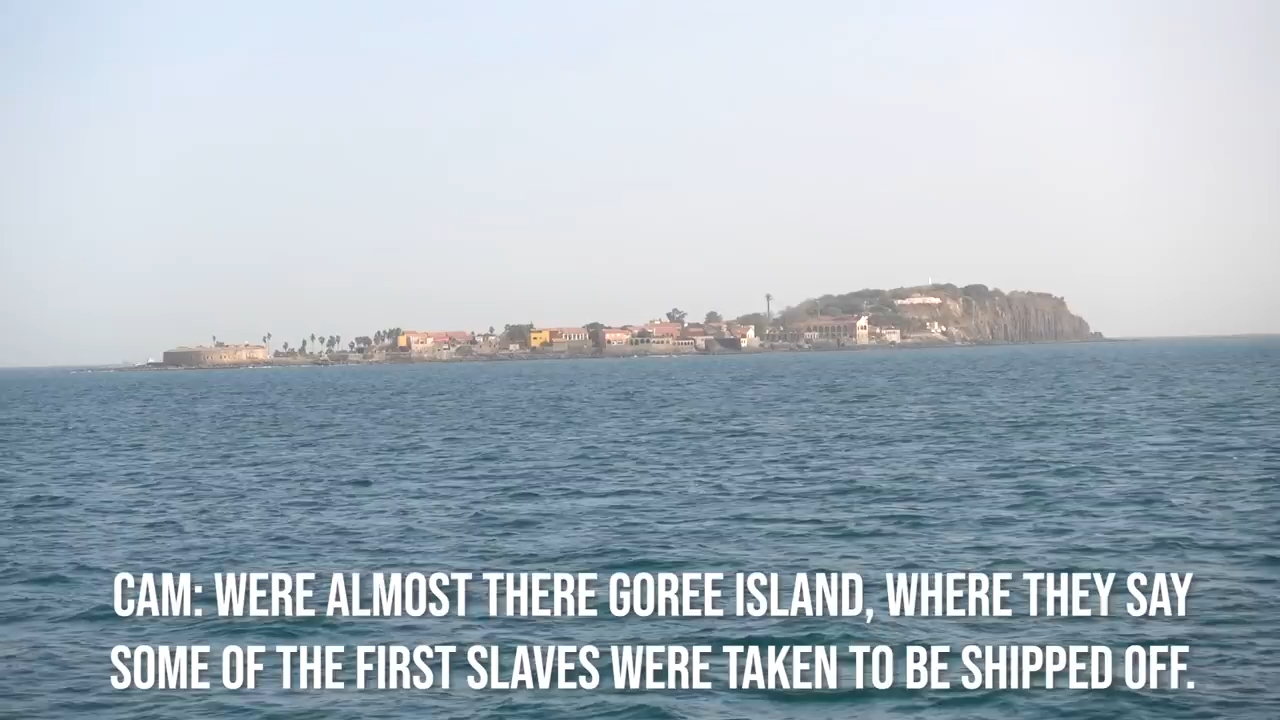 CAM: WERE ALMOST THERE GOREE ISLAND, WHERE THEY SAY
SOME OF THE FIRST SLAVES WERE TAKEN TO BE SHIPPED OFF.